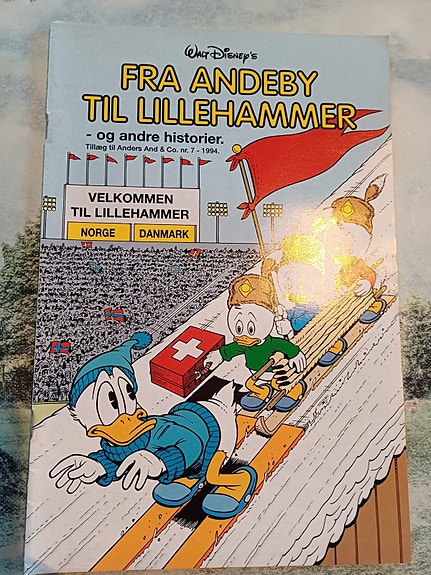 Walt Disney's
FRA ANDEBY
TIL LILLEHAMMER
- og andre historier.
Tillæg til Anders And & Co. nr. 7 - 1994.
VELKOMMEN
TIL LILLEHAMMER
NORGE DANMARK